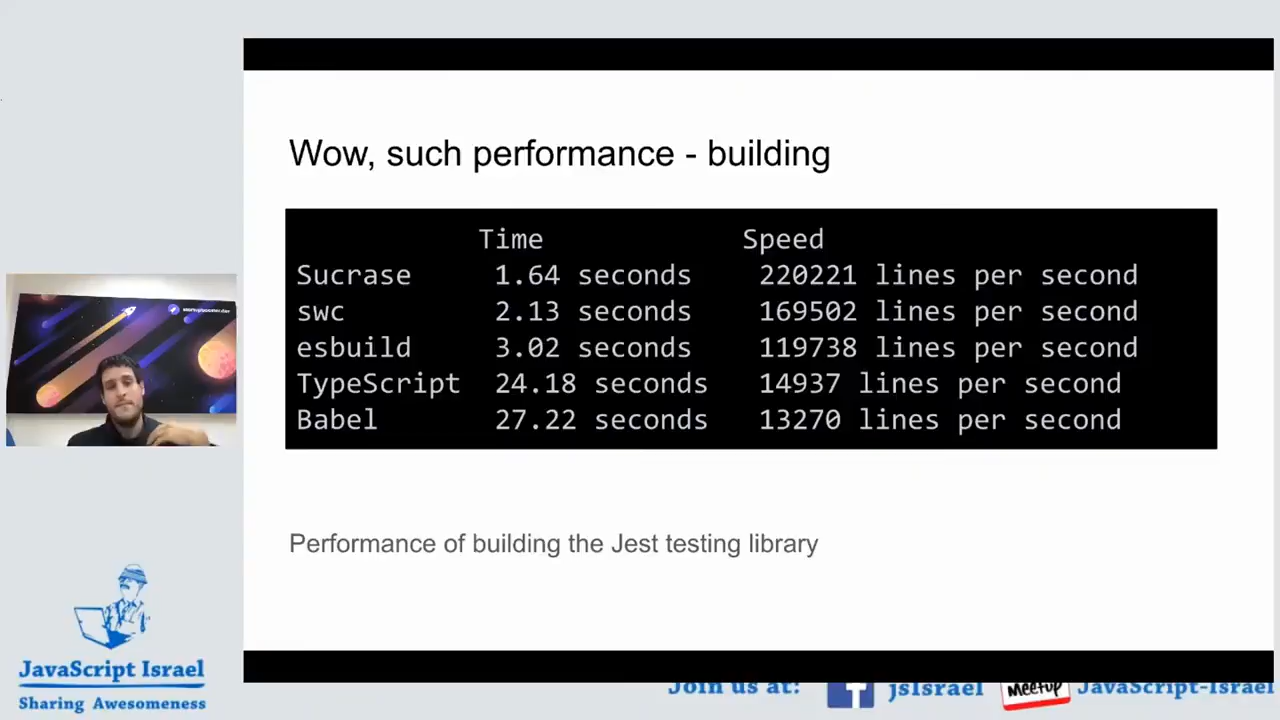 Wow, such performance - building
Time Speed
Sucrase 1.64 seconds 220221 lines per second
swc 2.13 seconds 169502 lines per second
esbuild 3.02 seconds 119738 lines per second
TypeScript 24.18 seconds 14937 lines per second
Babel 27.22 seconds 13270 lines per second
Performance of building the Jest testing library
JavaScript Israel
Sharing Awesomeness
Join us at: f jsIsrael Meetup JavaScript-Israel